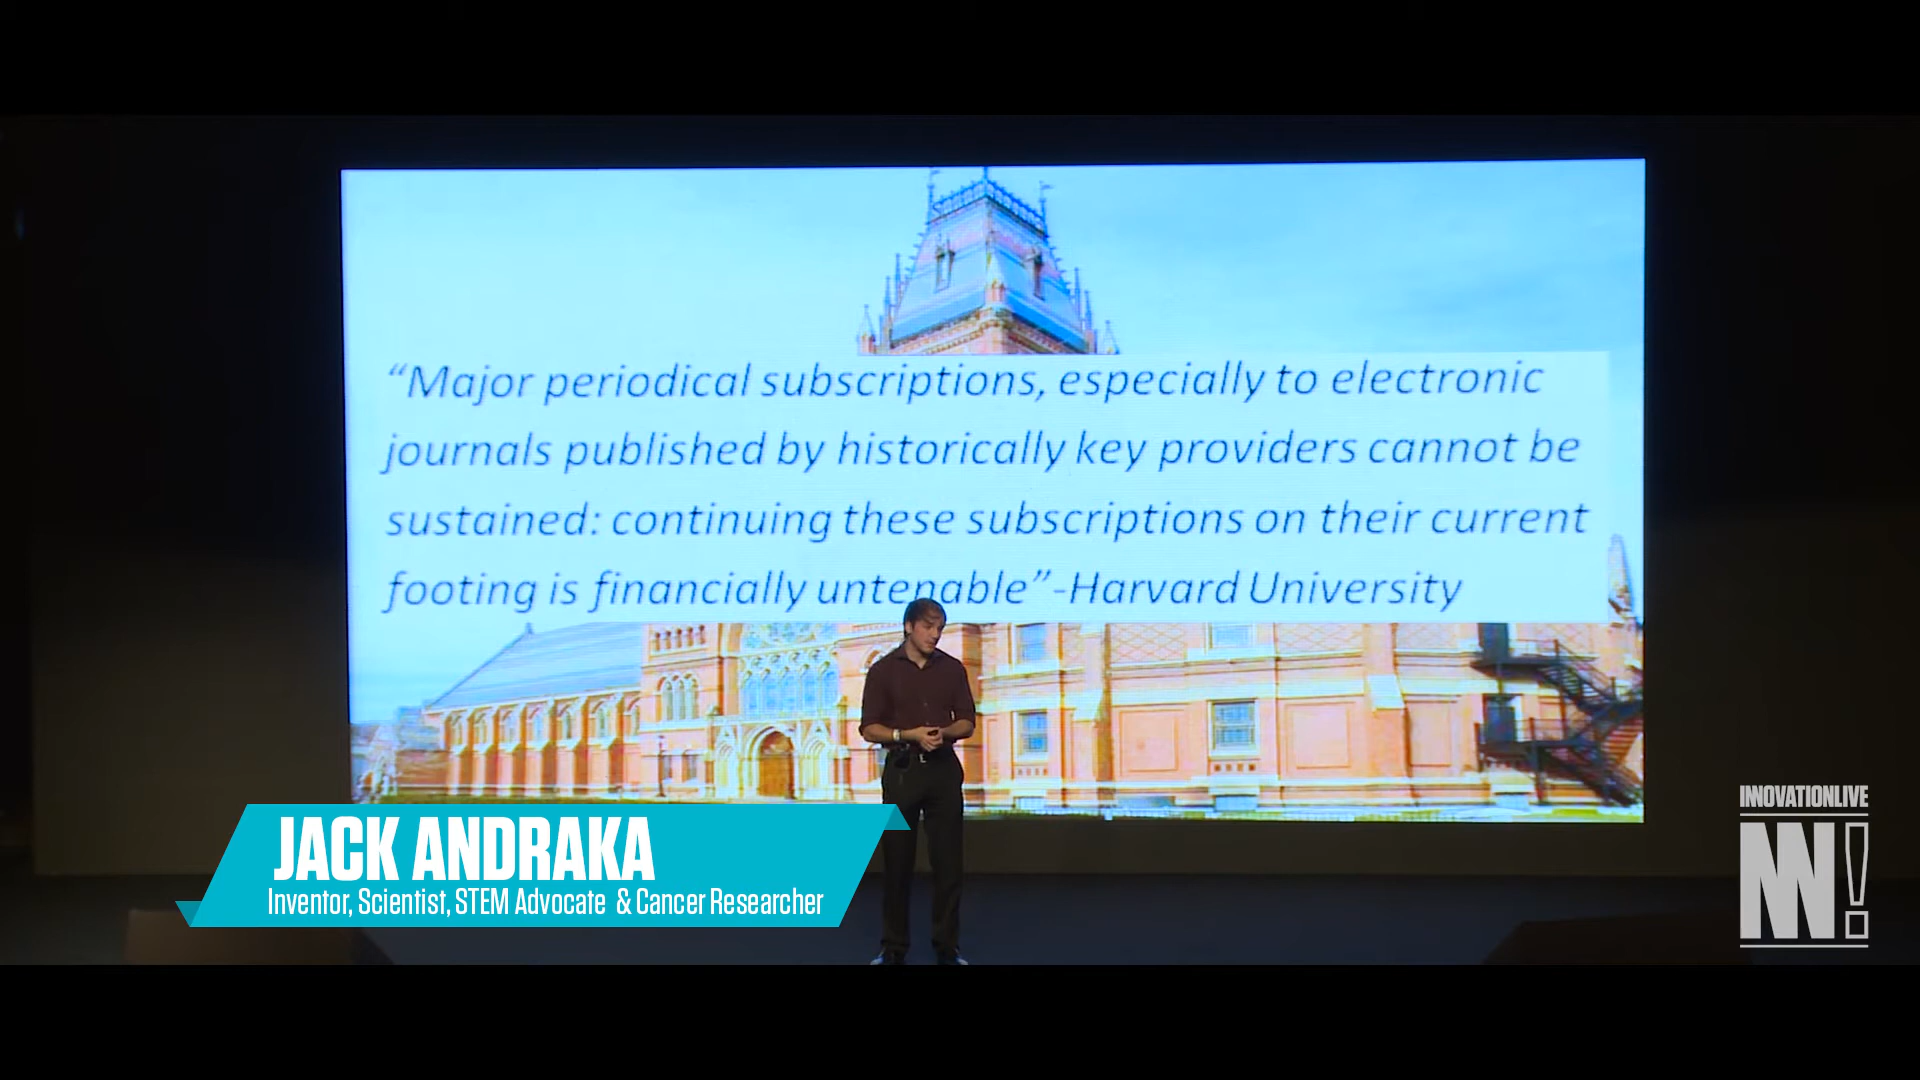 “Major periodical subscriptions, especially to electronic
journals published by historically key providers cannot be
sustained: continuing these subscriptions on their current
footing is financially untenable”-Harvard University
JACK ANDRAKA
Inventor, Scientist, STEM Advocate & Cancer Researcher
INNOVATIONLIVE
IN!